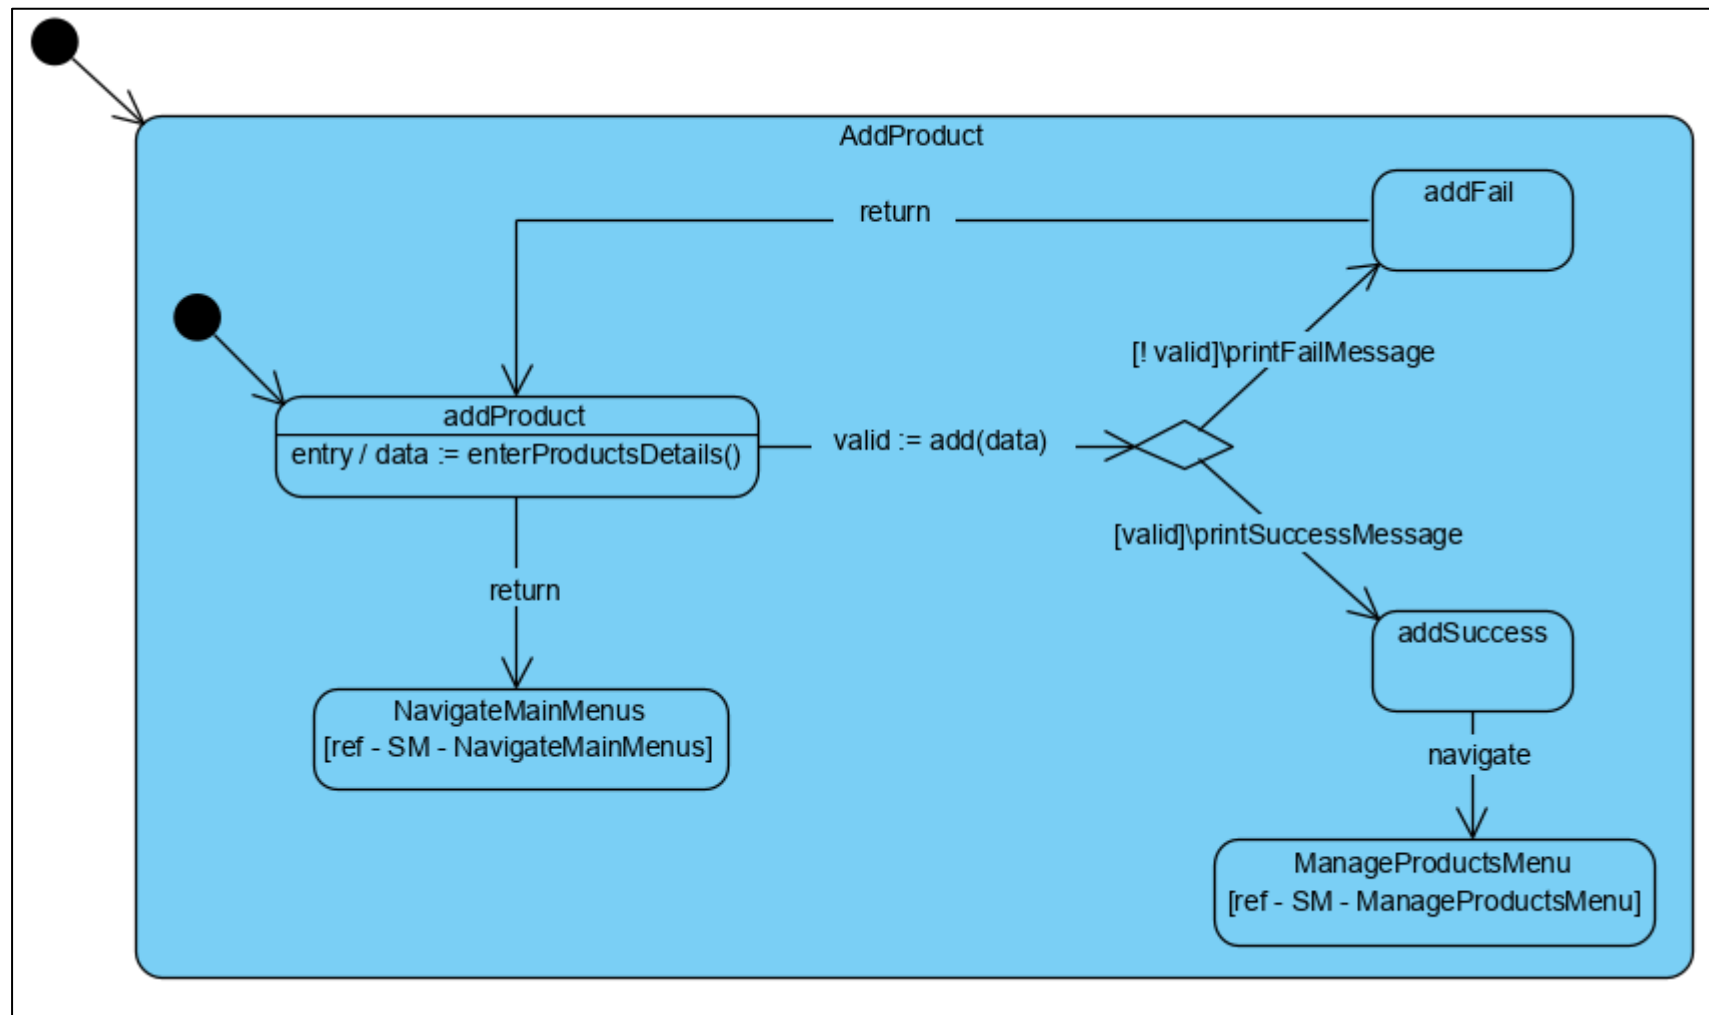 AddProduct
addFail
return
[! valid]\printFailMessage
addProduct
entry / data := enterProductsDetails()
valid := add(data)
[valid]\printSuccessMessage
return
addSuccess
NavigateMainMenus
[ref - SM - NavigateMainMenus]
navigate
ManageProductsMenu
[ref - SM - ManageProductsMenu]